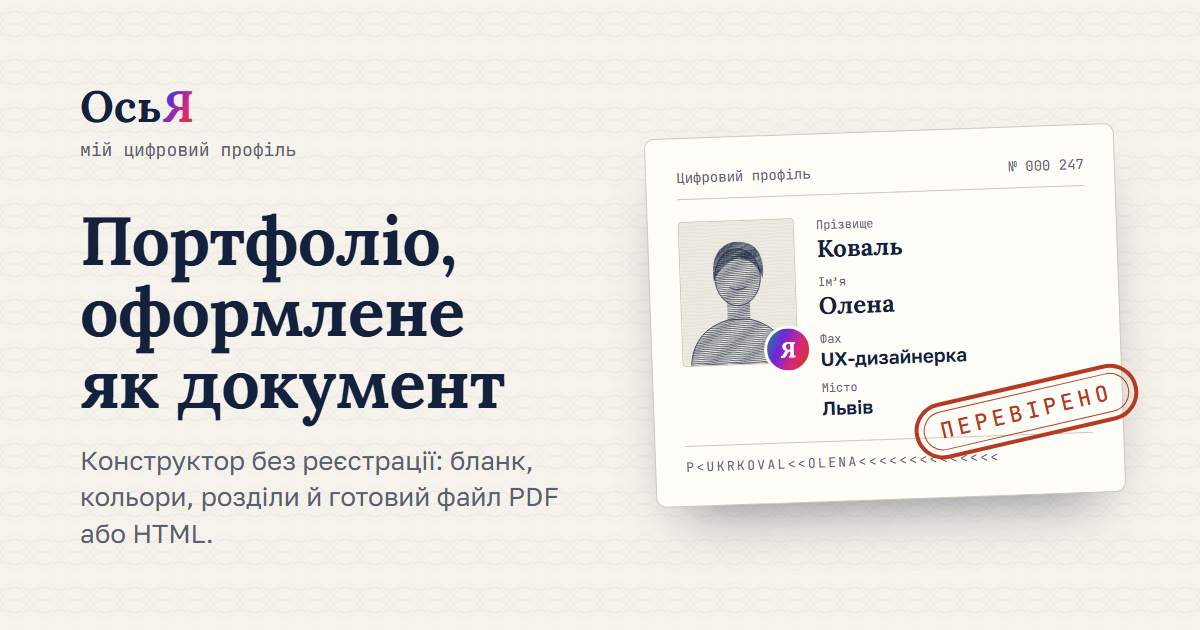 ОсьЯ
мій цифровий профіль
Портфоліо,
оформлене
як документ
Конструктор без реєстрації: бланк,
кольори, розділи й готовий файл PDF
або HTML.
Цифровий профіль
№ 000 247
Прізвище
Коваль
Ім’я
Олена
Фах
UX-дизайнерка
Місто
Львів
Я
ПЕРЕВІРЕНО
P<UKRKOVAL<<OLENA<<<<<<<<<<<<<<<